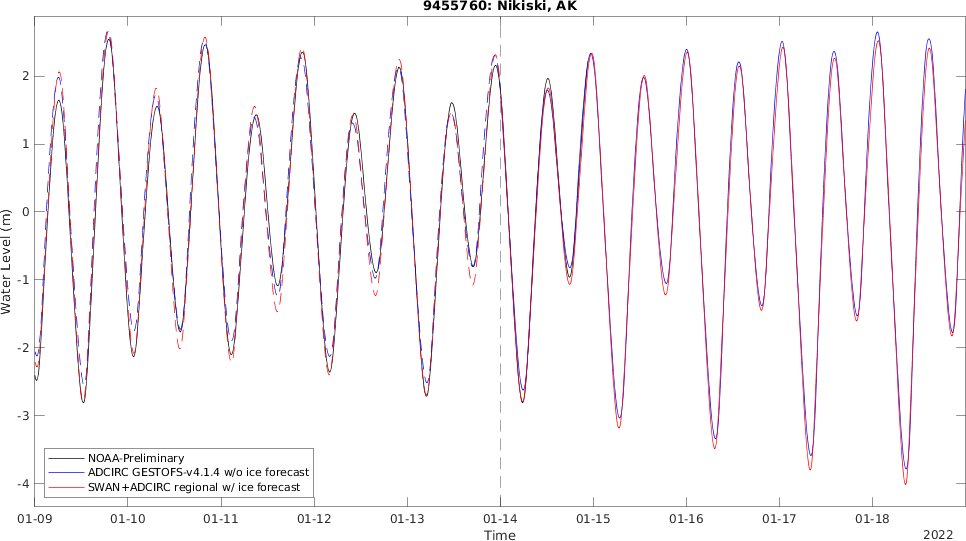 9455760: Nikiski, AK
Water Level (m)
2
1
0
-1
-2
-3
-4
NOAA-Preliminary
ADCIRC GESTOFS-v4.1.4 w/o ice forecast
SWAN+ADCIRC regional w/ ice forecast
01-09 01-10 01-11 01-12 01-13 01-14 01-15 01-16 01-17 01-18
Time
2022